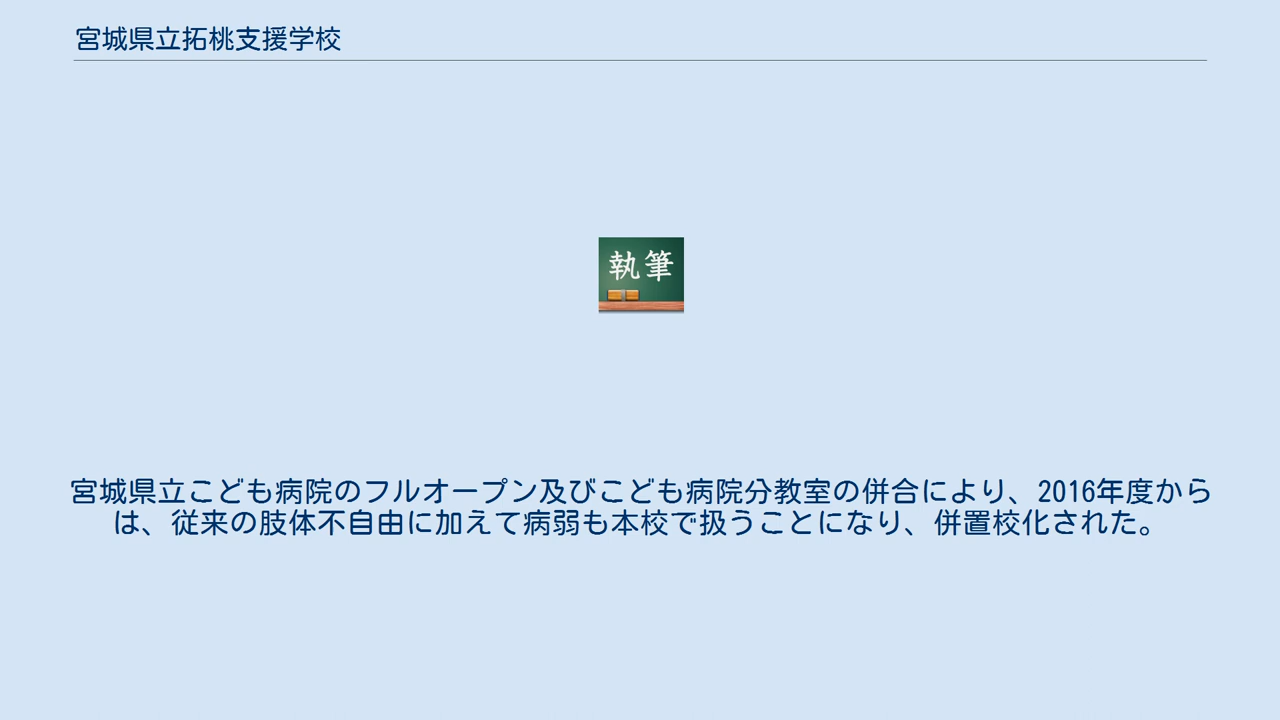 宮城県立拓桃支援学校
執筆
宮城県立こども病院のフルオープン及びこども病院分教室の併合により、2016年度から
は、従来の肢体不自由に加えて病弱も本校で扱うことになり、併置校化された。